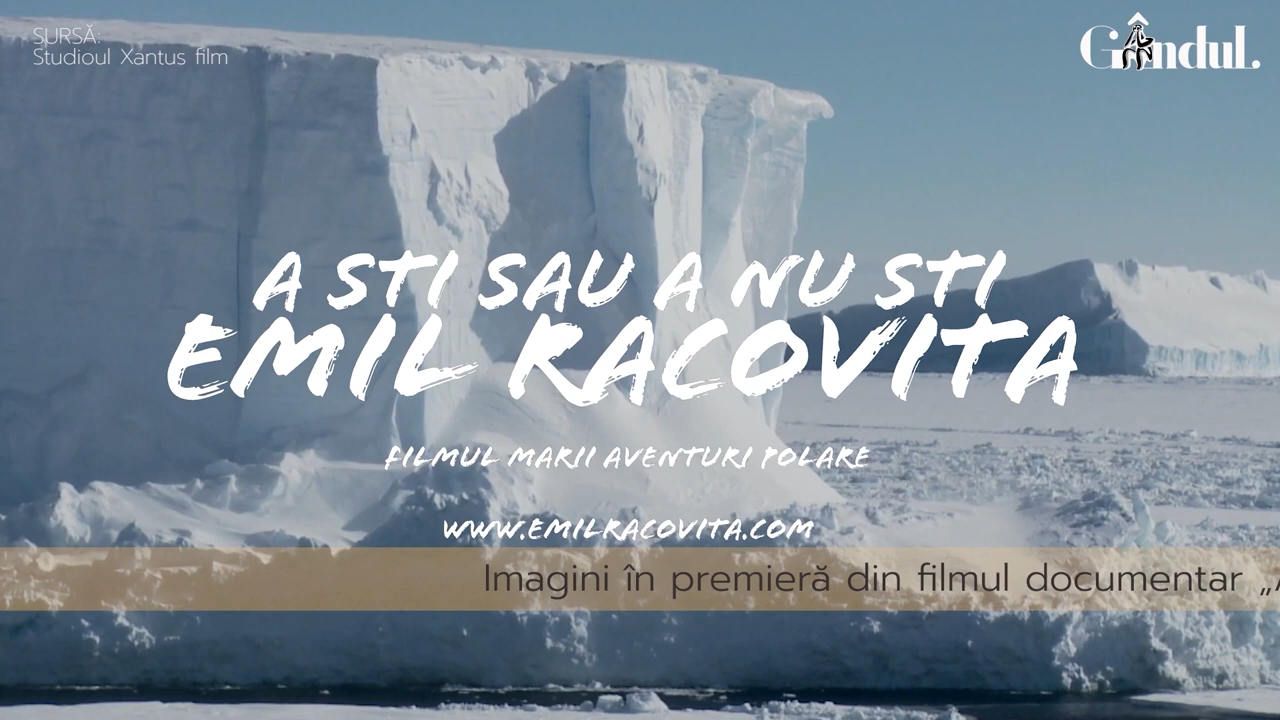 SURSĂ:
Studioul Xantus film
Gândul.
A STI SAU A NU STI
EMIL RACOVITA
FILMUL MARII AVENTURI POLARE
WWW.EMILRACOVITA.COM
Imagini în premieră din filmul documentar „